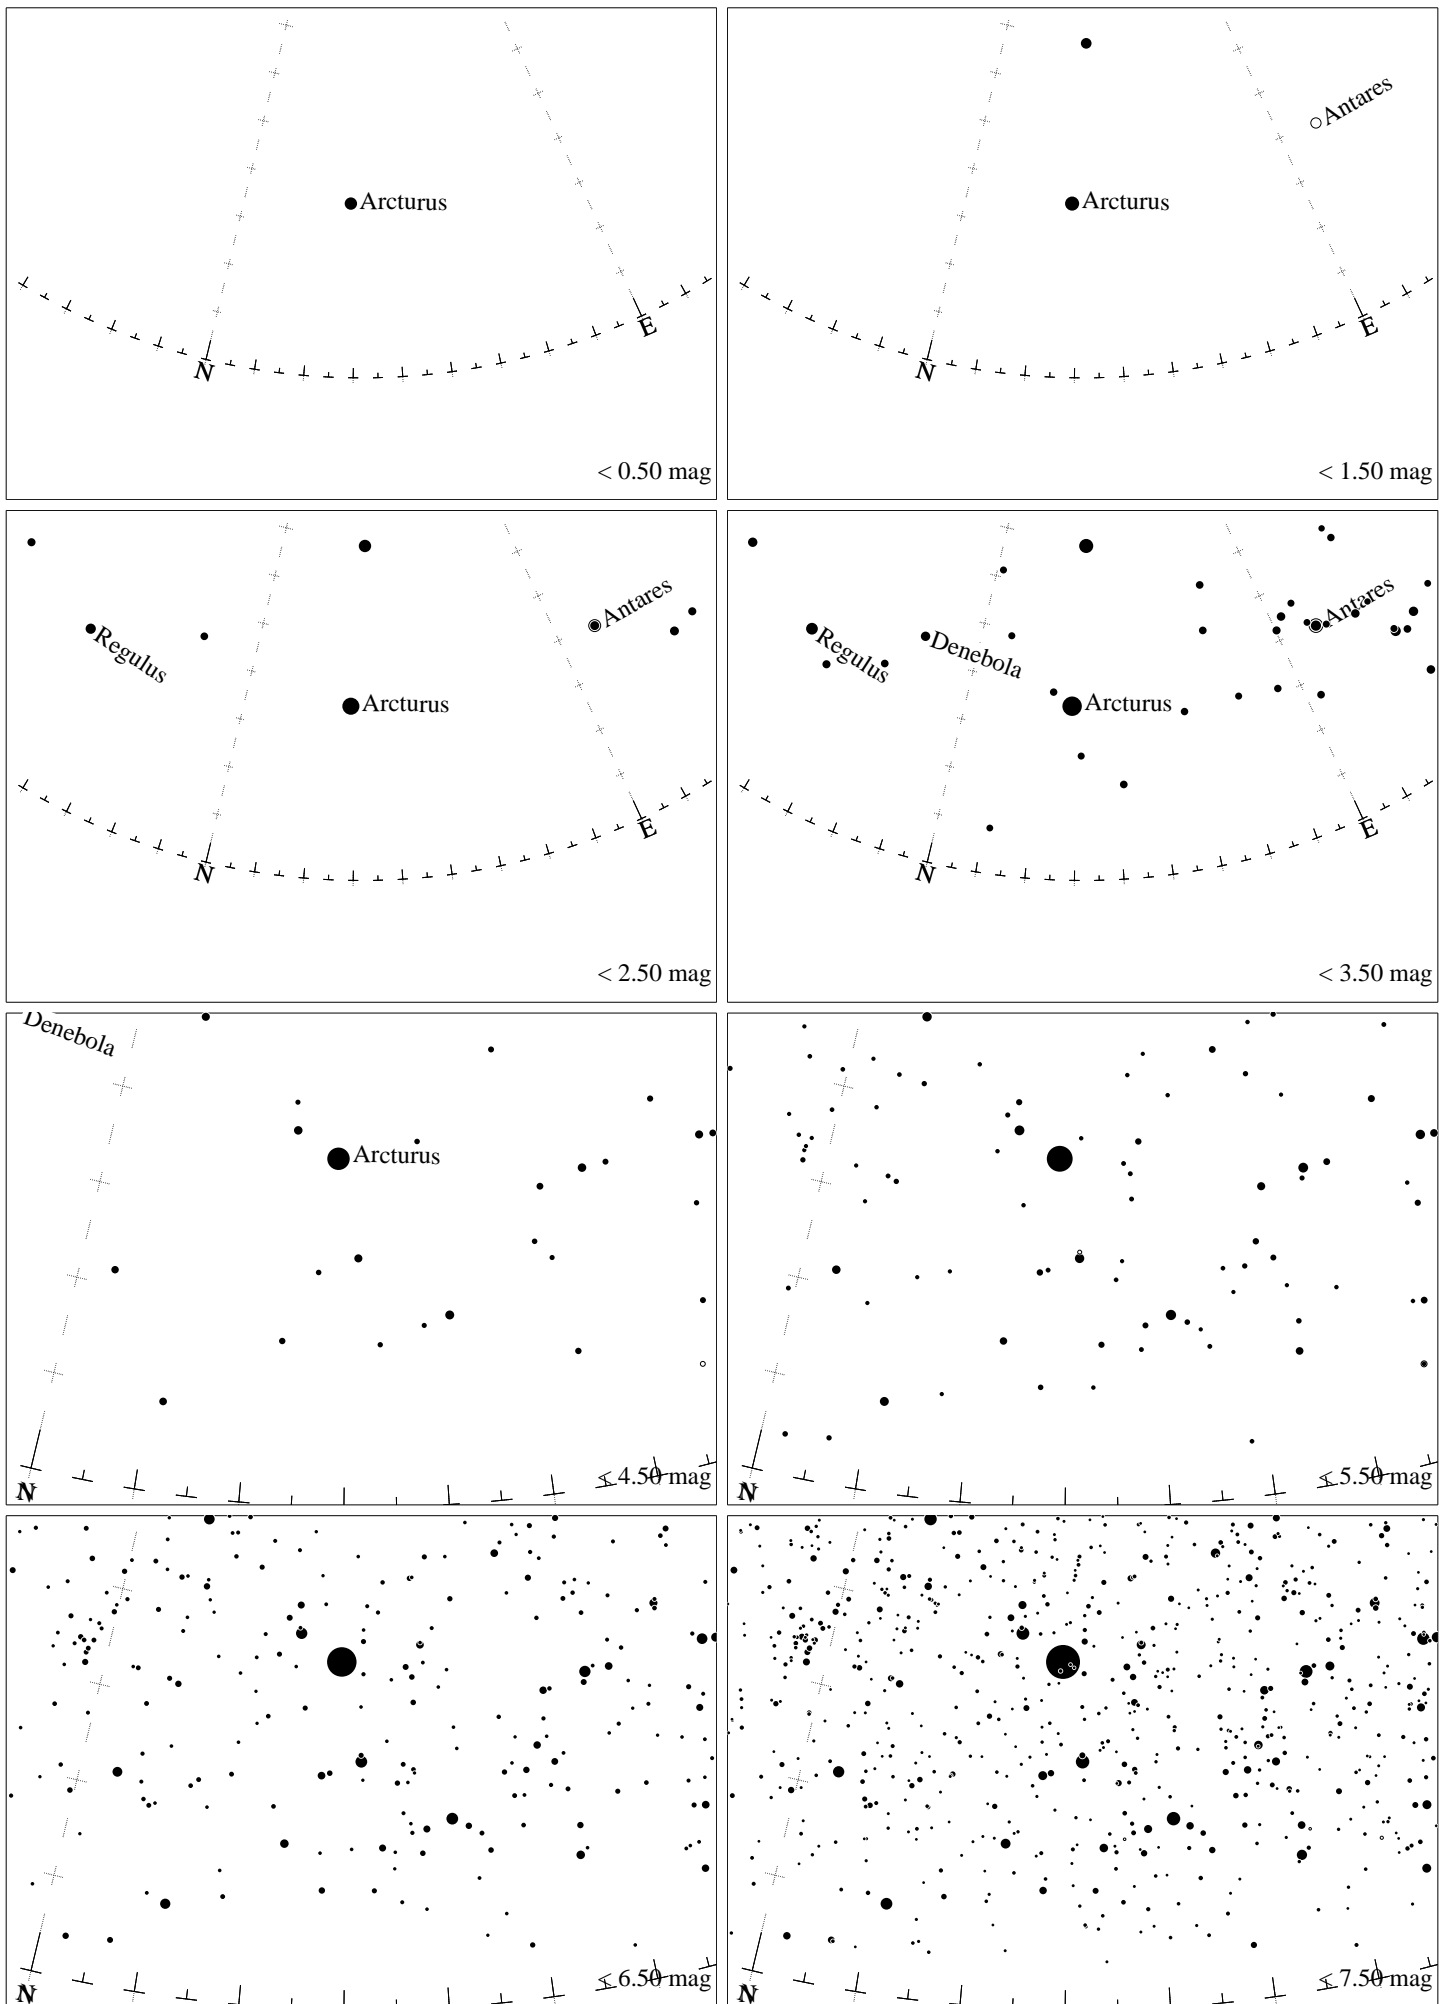 Arcturus
N
E
< 0.50 mag
Antares
Arcturus
N
E
< 1.50 mag
Antares
Regulus
Arcturus
N
E
< 2.50 mag
Antares
Regulus
Denebola
Arcturus
N
E
< 3.50 mag
Denebola
Arcturus
N
< 4.50 mag
N
< 5.50 mag
N
< 6.50 mag
N
< 7.50 mag